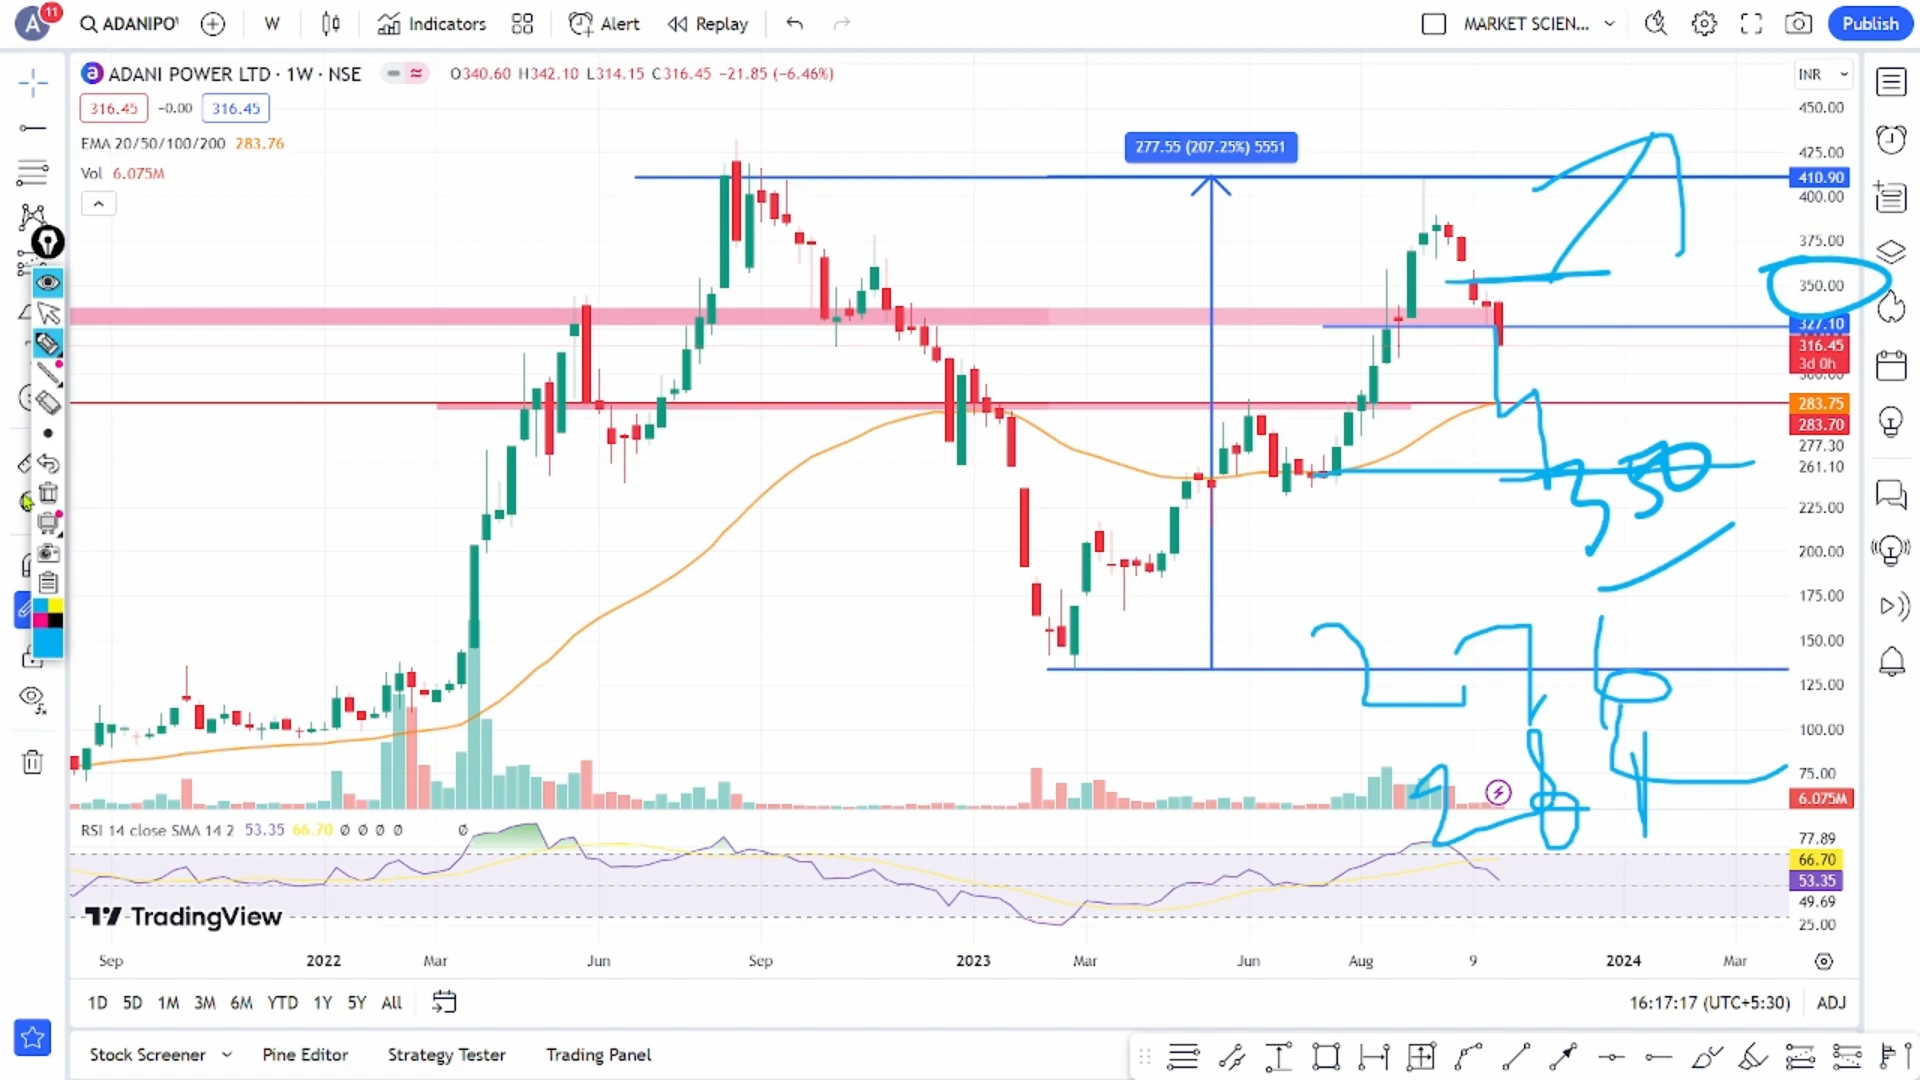 A 11 ADANIPO W Indicators Alert Replay MARKET SCIEN... Publish
a ADANI POWER LTD · 1W · NSE O340.60 H342.10 L314.15 C316.45 −21.85 (−6.46%) INR
316.45 -0.00 316.45
EMA 20/50/100/200 283.76
Vol 6.075M
277.55 (207.25%) 5551
450.00
425.00
410.90
400.00
375.00
350.00
327.10
316.45
3d 0h
300.00
283.75
283.70
277.30
261.10
225.00
200.00
175.00
150.00
125.00
100.00
75.00
6.075M
350
276
284
RSI 14 close SMA 14 2 53.35 66.70 Ø Ø Ø Ø Ø
77.89
66.70
53.35
49.69
25.00
TradingView
Sep 2022 Mar Jun Sep 2023 Mar Jun Aug 9 2024 Mar
1D 5D 1M 3M 6M YTD 1Y 5Y All 16:17:17 (UTC+5:30) ADJ
Stock Screener Pine Editor Strategy Tester Trading Panel